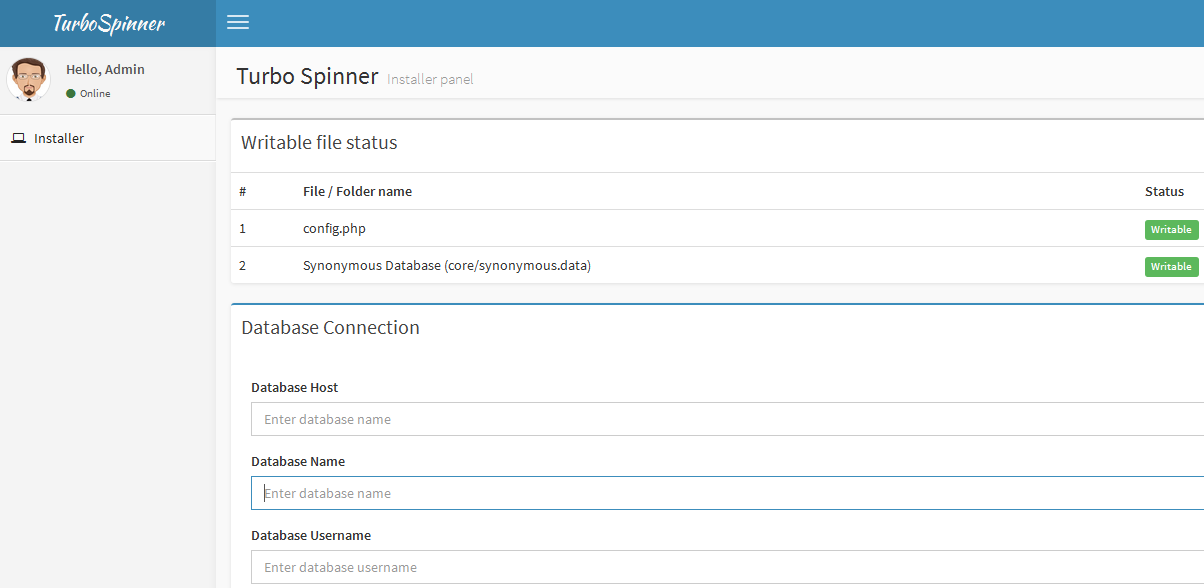 TurboSpinner
Hello, Admin
Online
Installer
Turbo Spinner Installer panel
Writable file status
# File / Folder name Status
1 config.php Writable
2 Synonymous Database (core/synonymous.data) Writable
Database Connection
Database Host
Enter database name
Database Name
Enter database name
Database Username
Enter database username